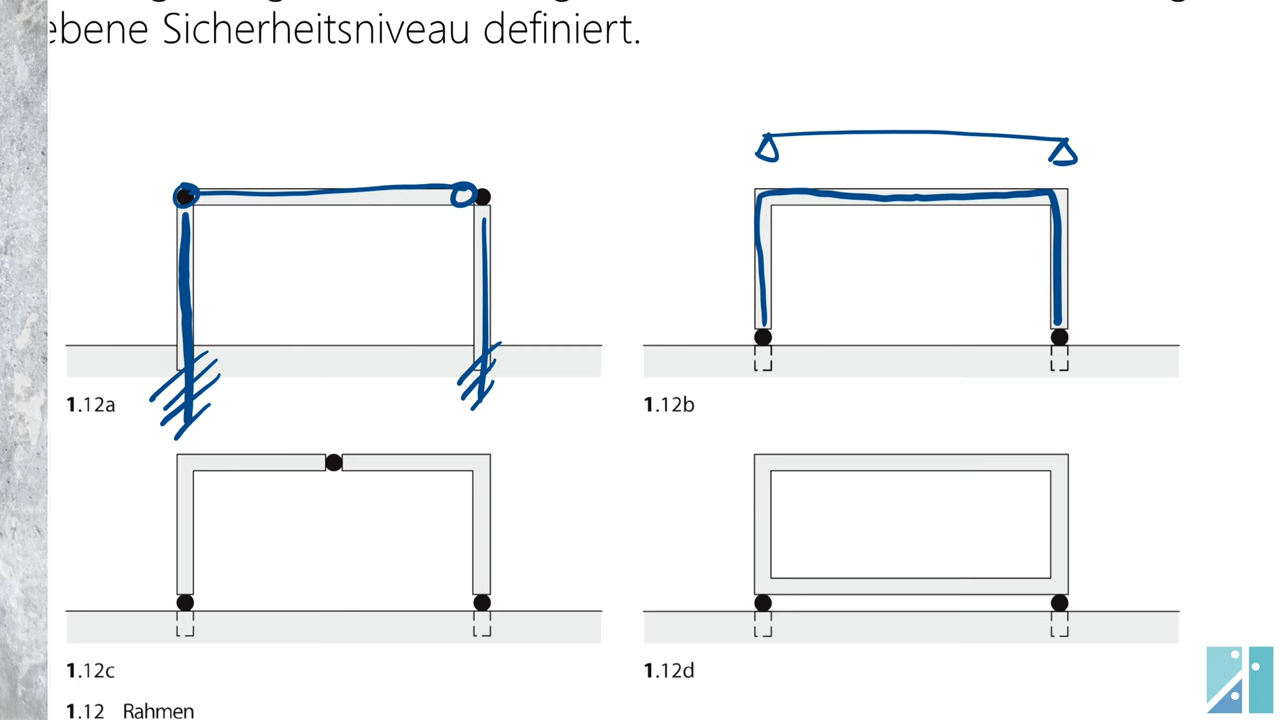 ebene Sicherheitsniveau definiert.
1.12a
1.12b
1.12c
1.12d
1.12 Rahmen